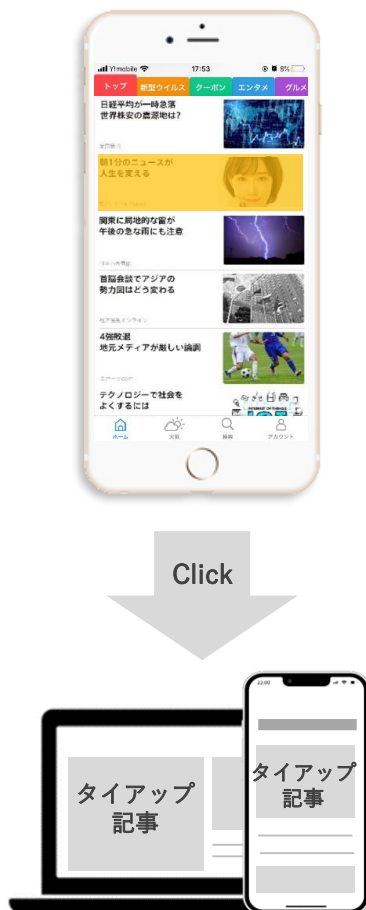 Y!mobile 17:53 8%
トップ 新型ウイルス クーポン エンタメ グルメ
日経平均が一時急落
世界株安の震源地は?
朝1分のニュースが
人生を変える
関東に局地的な雷が
午後の急な雨にも注意
首脳会談でアジアの
勢力図はどう変わる
4強敗退
地元メディアが厳しい論調
テクノロジーで社会を
よくするには
INTERNET OF THINGS
ホーム 天気 検索 アカウント
Click
22:09
タイアップ
記事
タイアップ
記事